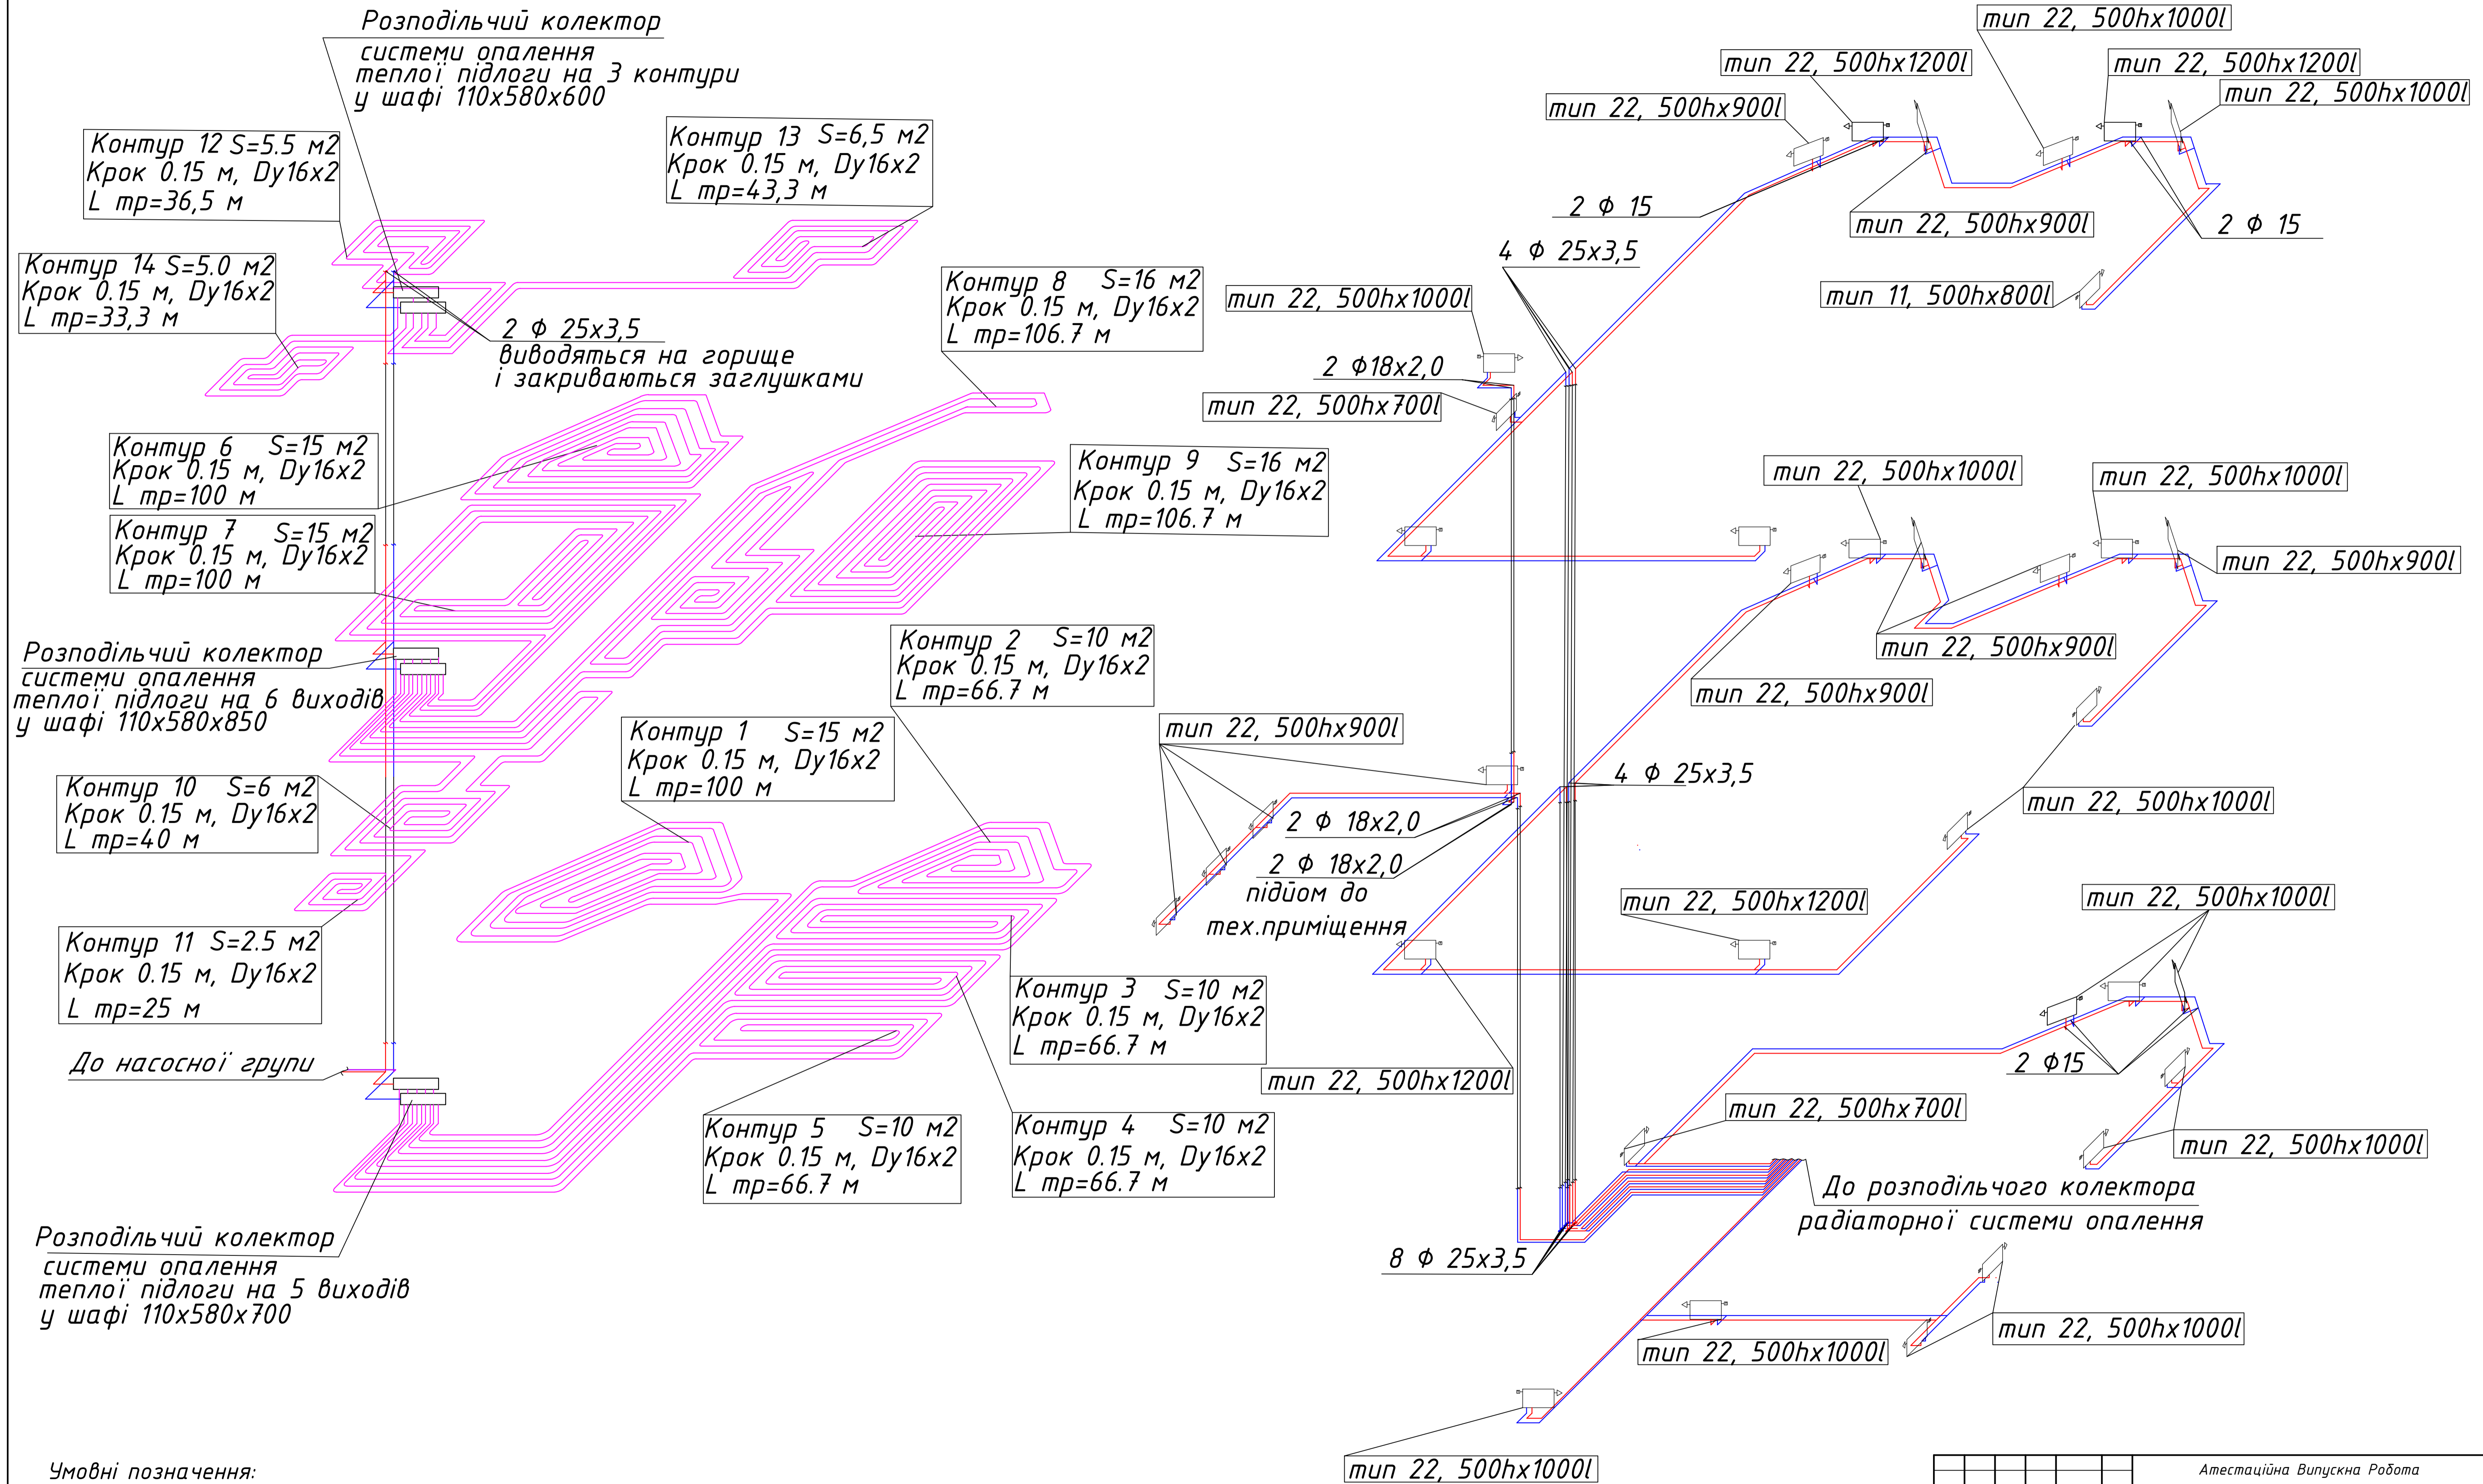 Розподільчий колектор
системи опалення
теплої підлоги на 3 контури
у шафі 110х580х600
Контур 12 S=5.5 м2
Крок 0.15 м, Dy16x2
L тр=36,5 м
Контур 13 S=6,5 м2
Крок 0.15 м, Dy16x2
L тр=43,3 м
Контур 14 S=5.0 м2
Крок 0.15 м, Dy16x2
L тр=33,3 м
2 Ф 25х3,5
виводяться на горище
і закриваються заглушками
Контур 8 S=16 м2
Крок 0.15 м, Dy16x2
L тр=106.7 м
Контур 6 S=15 м2
Крок 0.15 м, Dy16x2
L тр=100 м
Контур 9 S=16 м2
Крок 0.15 м, Dy16x2
L тр=106.7 м
Контур 7 S=15 м2
Крок 0.15 м, Dy16x2
L тр=100 м
Розподільчий колектор
системи опалення
теплої підлоги на 6 виходів
у шафі 110х580х850
Контур 2 S=10 м2
Крок 0.15 м, Dy16x2
L тр=66.7 м
Контур 1 S=15 м2
Крок 0.15 м, Dy16x2
L тр=100 м
Контур 10 S=6 м2
Крок 0.15 м, Dy16x2
L тр=40 м
Контур 11 S=2.5 м2
Крок 0.15 м, Dy16x2
L тр=25 м
Контур 3 S=10 м2
Крок 0.15 м, Dy16x2
L тр=66.7 м
До насосної групи
Контур 5 S=10 м2
Крок 0.15 м, Dy16x2
L тр=66.7 м
Контур 4 S=10 м2
Крок 0.15 м, Dy16x2
L тр=66.7 м
Розподільчий колектор
системи опалення
теплої підлоги на 5 виходів
у шафі 110х580х700
Умовні позначення:
тип 22, 500hx1000l
тип 22, 500hx1200l
тип 22, 500hx1200l
тип 22, 500hx900l
тип 22, 500hx1000l
2 Ф 15
тип 22, 500hx900l
2 Ф 15
4 Ф 25х3,5
тип 22, 500hx1000l
тип 11, 500hx800l
2 Ф18х2,0
тип 22, 500hx700l
тип 22, 500hx1000l
тип 22, 500hx1000l
тип 22, 500hx900l
тип 22, 500hx900l
тип 22, 500hx900l
тип 22, 500hx900l
4 Ф 25х3,5
тип 22, 500hx1000l
2 Ф 18х2,0
2 Ф 18х2,0
підйом до
тех.приміщення
тип 22, 500hx1200l
тип 22, 500hx1000l
тип 22, 500hx1200l
2 Ф15
тип 22, 500hx700l
тип 22, 500hx1000l
До розподільчого колектора
радіаторної системи опалення
8 Ф 25х3,5
тип 22, 500hx1000l
тип 22, 500hx1000l
тип 22, 500hx1000l
Атестаційна Випускна Робота